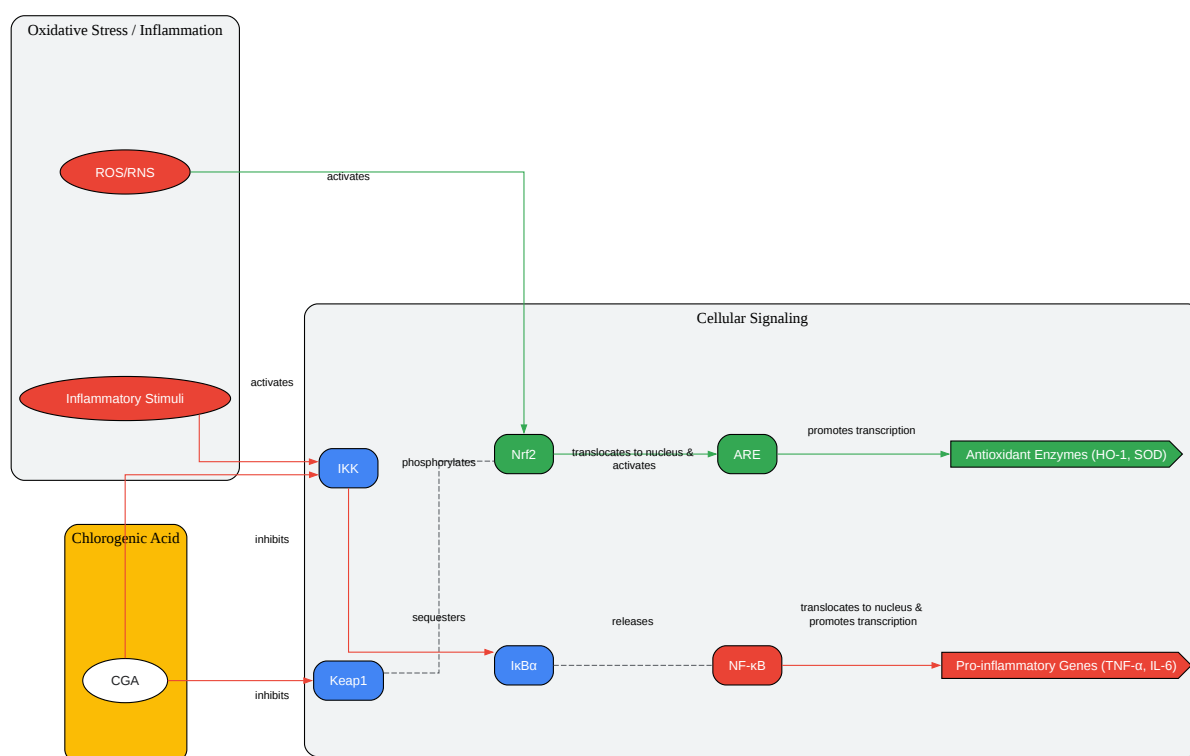 Oxidative Stress / Inflammation
ROS/RNS
activates
Cellular Signaling
activates
Inflammatory Stimuli
promotes transcription
IKK
phosphorylates
Nrf2
translocates to nucleus &
activates
ARE
Antioxidant Enzymes (HO-1, SOD)
Chlorogenic Acid
inhibits
sequesters
releases
translocates to nucleus &
promotes transcription
CGA
inhibits
Keap1
IκBα
NF-κB
Pro-inflammatory Genes (TNF-α, IL-6)